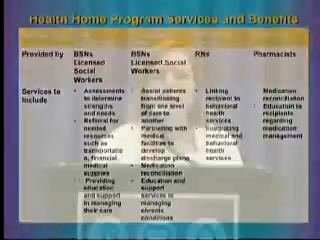 Health Home Program Services and Benefits
Provided by
BSNs
Licensed
Social
Workers
BSNs
Licensed Social
Workers
RNs
Pharmacists
Services to
Include
• Assessments
to determine
strengths
and needs
• Referral for
needed
resources
such as
transportatio
n, financial,
medical
supplies
• Providing
education
and support
in managing
their care
• Assist patients
transitioning
from one level
of care to
another
• Partnering with
medical
facilities to
develop
discharge plans
• Medication
reconciliation
• Education and
support
services in
managing
chronic
conditions
• Linking
recipient to
behavioral
health
services
• Integrating
medical and
behavioral
health
services
• Medication
reconciliation
• Education to
recipients
regarding
medication
management